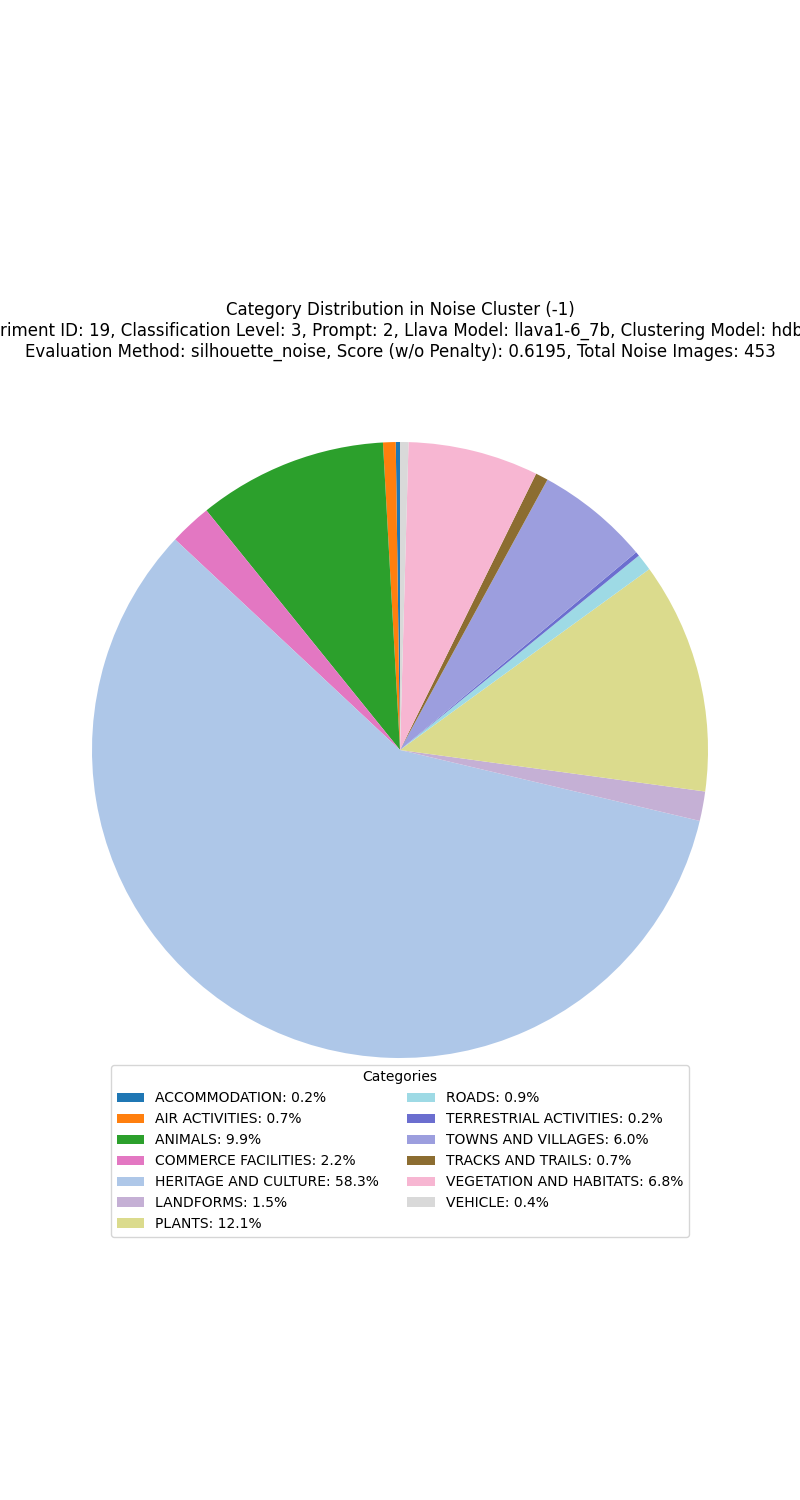 Category Distribution in Noise Cluster (-1)
riment ID: 19, Classification Level: 3, Prompt: 2, Llava Model: llava1-6_7b, Clustering Model: hdb
Evaluation Method: silhouette_noise, Score (w/o Penalty): 0.6195, Total Noise Images: 453
Categories
ACCOMMODATION: 0.2%
AIR ACTIVITIES: 0.7%
ANIMALS: 9.9%
COMMERCE FACILITIES: 2.2%
HERITAGE AND CULTURE: 58.3%
LANDFORMS: 1.5%
PLANTS: 12.1%
ROADS: 0.9%
TERRESTRIAL ACTIVITIES: 0.2%
TOWNS AND VILLAGES: 6.0%
TRACKS AND TRAILS: 0.7%
VEGETATION AND HABITATS: 6.8%
VEHICLE: 0.4%